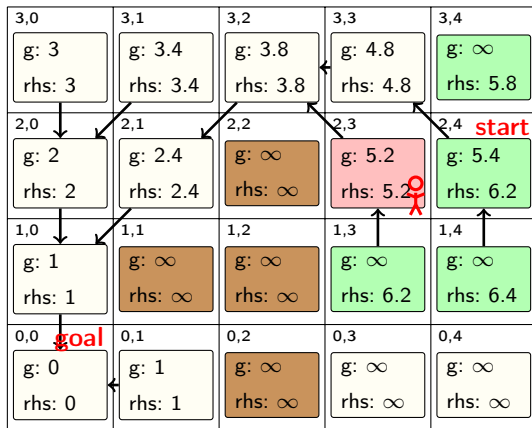 3,0 3,1 3,2 3,3 3,4
g: 3 g: 3.4 g: 3.8 g: 4.8 g: ∞
rhs: 3 rhs: 3.4 rhs: 3.8 rhs: 4.8 rhs: 5.8
2,0 2,1 2,2 2,3 2,4 start
g: 2 g: 2.4 g: ∞ g: 5.2 g: 5.4
rhs: 2 rhs: 2.4 rhs: ∞ rhs: 5.2 rhs: 6.2
1,0 1,1 1,2 1,3 1,4
g: 1 g: ∞ g: ∞ g: ∞ g: ∞
rhs: 1 rhs: ∞ rhs: ∞ rhs: 6.2 rhs: 6.4
0,0 goal 0,1 0,2 0,3 0,4
g: 0 g: 1 g: ∞ g: ∞ g: ∞
rhs: 0 rhs: 1 rhs: ∞ rhs: ∞ rhs: ∞